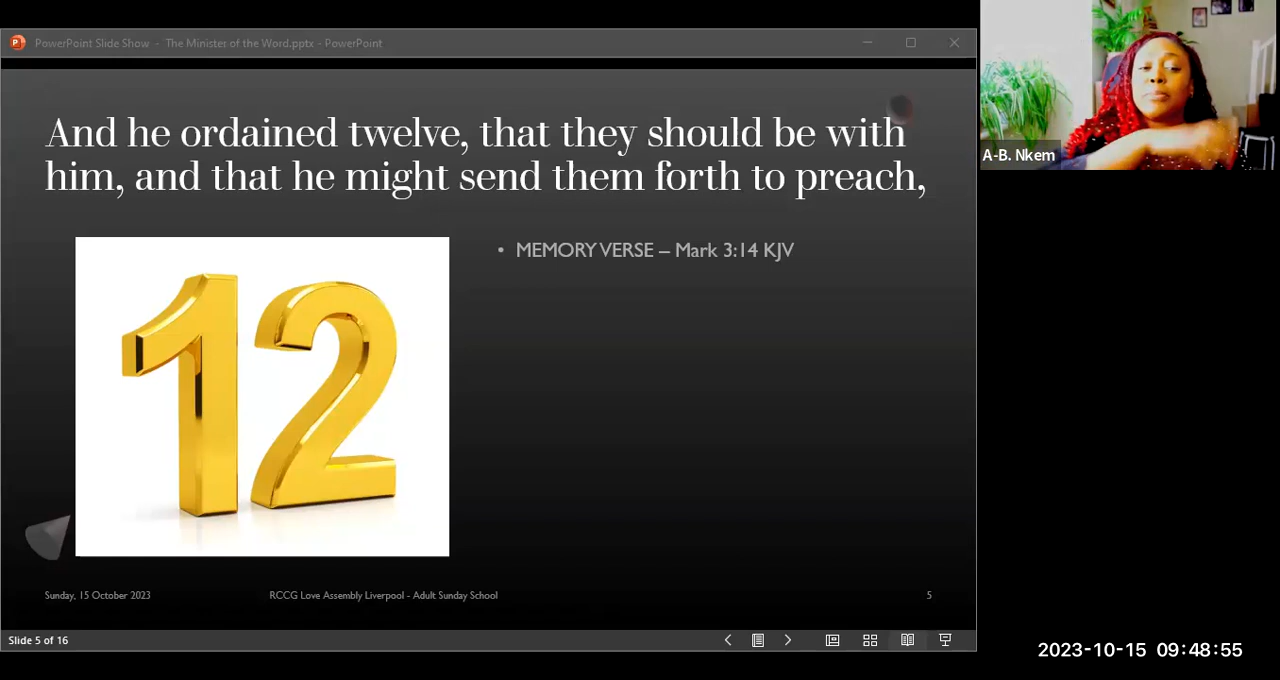 PowerPoint Slide Show - The Minister of the Word.pptx - PowerPoint
A-B. Nkem
And he ordained twelve, that they should be with
him, and that he might send them forth to preach,
• MEMORY VERSE – Mark 3:14 KJV
12
Sunday, 15 October 2023 RCCG Love Assembly Liverpool - Adult Sunday School 5
Slide 5 of 16
2023-10-15 09:48:55